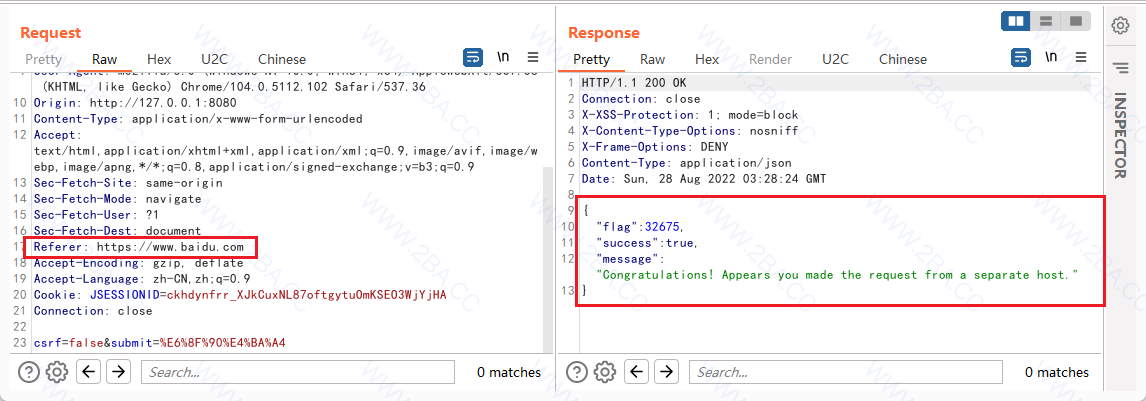 Request
Pretty Raw Hex U2C Chinese
\n
(KHTML, like Gecko) Chrome/104.0.5112.102 Safari/537.36
10 Origin: http://127.0.0.1:8080
11 Content-Type: application/x-www-form-urlencoded
12 Accept:
text/html,application/xhtml+xml,application/xml;q=0.9,image/avif,image/w
ebp,image/apng,*/*;q=0.8,application/signed-exchange;v=b3;q=0.9
13 Sec-Fetch-Site: same-origin
14 Sec-Fetch-Mode: navigate
15 Sec-Fetch-User: ?1
16 Sec-Fetch-Dest: document
17 Referer: https://www.baidu.com
18 Accept-Encoding: gzip, deflate
19 Accept-Language: zh-CN,zh;q=0.9
20 Cookie: JSESSIONID=ckhdynfrr_XJkCuxNL87oftgytuOmKSEO3WjYjHA
21 Connection: close
22
23 csrf=false&submit=%E6%8F%90%E4%BA%A4
Search...
0 matches
Response
Pretty Raw Hex Render U2C Chinese
\n
1 HTTP/1.1 200 OK
2 Connection: close
3 X-XSS-Protection: 1; mode=block
4 X-Content-Type-Options: nosniff
5 X-Frame-Options: DENY
6 Content-Type: application/json
7 Date: Sun, 28 Aug 2022 03:28:24 GMT
8
9 {
10 "flag":32675,
11 "success":true,
12 "message":
"Congratulations! Appears you made the request from a separate host."
13 }
Search...
0 matches
INSPECTOR
WWW.2BA.CC